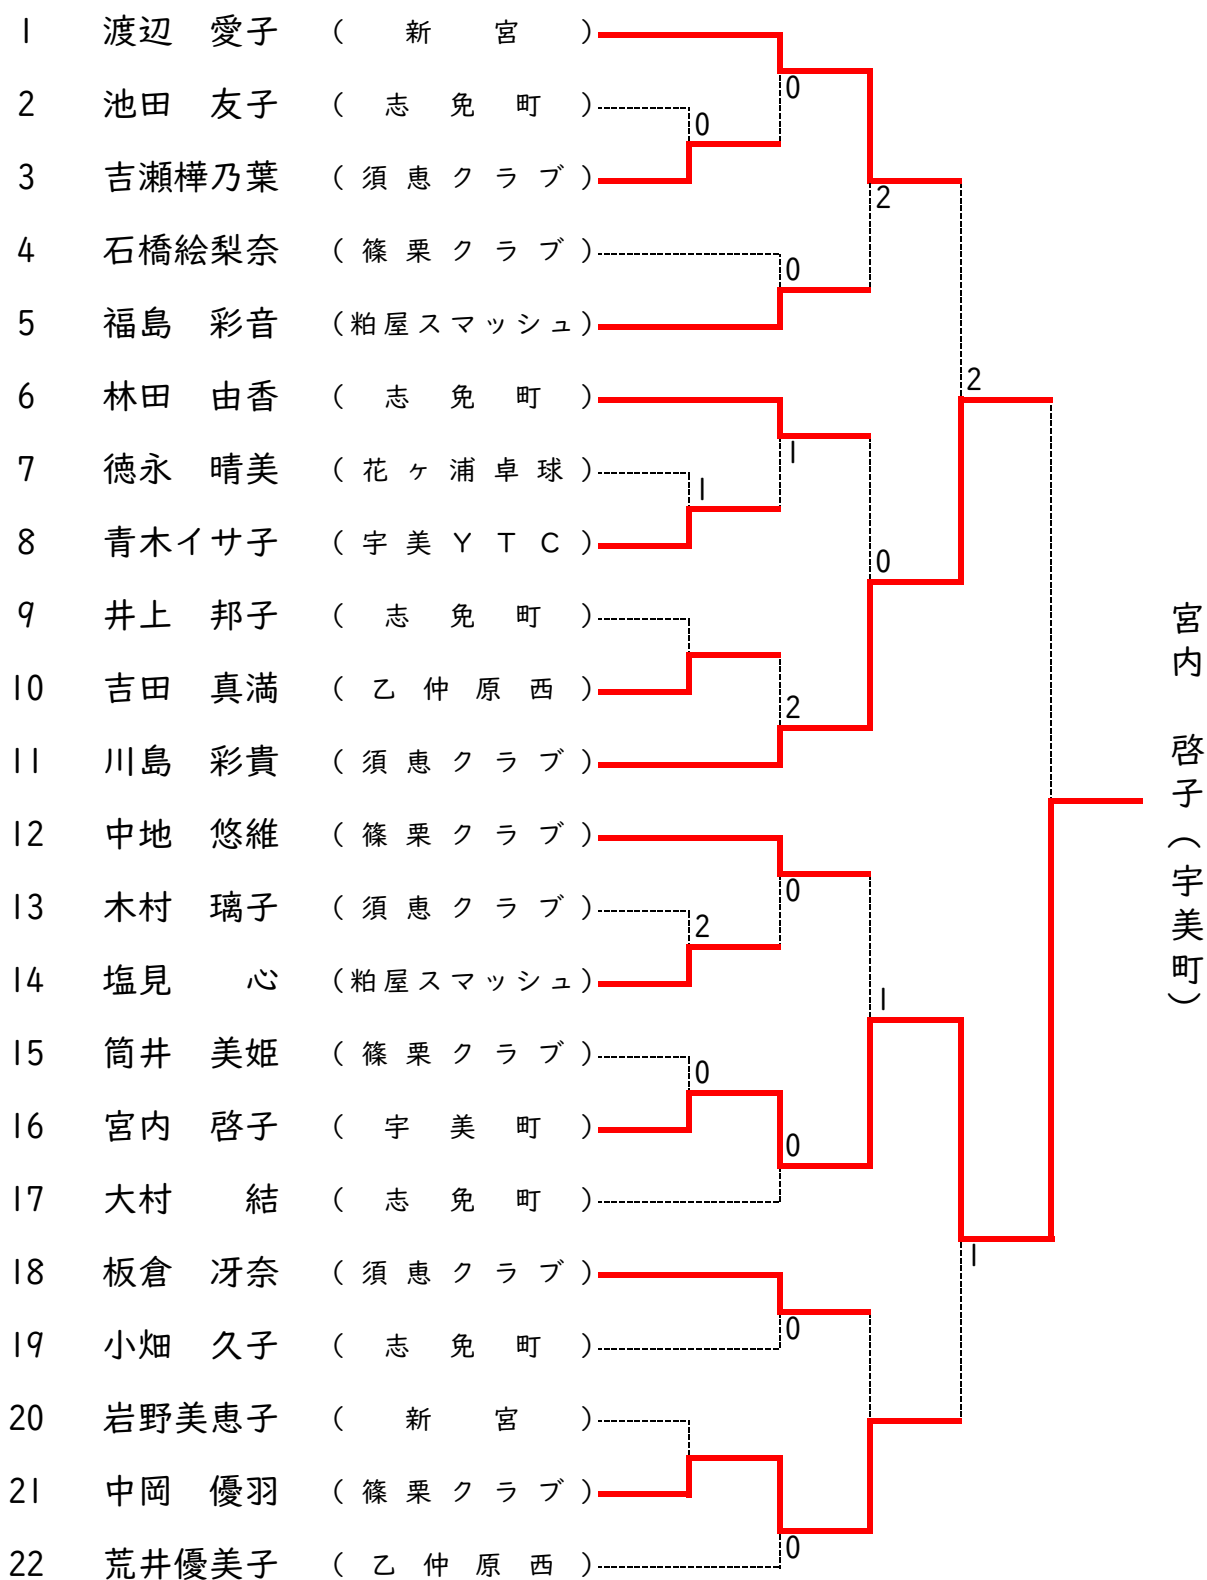 1 渡辺 愛子 ( 新 宮 )
0
2 池田 友子 ( 志 免 町 )
0
3 吉瀬樺乃葉 ( 須 恵 ク ラ ブ )
2
4 石橋絵梨奈 ( 篠 栗 ク ラ ブ )
0
5 福島 彩音 (粕屋スマッシュ)
2
6 林田 由香 ( 志 免 町 )
1
7 徳永 晴美 ( 花 ヶ 浦 卓 球 )
1
8 青木イサ子 ( 宇 美 Y T C )
0
9 井上 邦子 ( 志 免 町 )
10 吉田 真満 ( 乙 仲 原 西 )
2
11 川島 彩貴 ( 須 恵 ク ラ ブ )
12 中地 悠維 ( 篠 栗 ク ラ ブ )
0
13 木村 璃子 ( 須 恵 ク ラ ブ )
2
14 塩見 心 (粕屋スマッシュ)
1
15 筒井 美姫 ( 篠 栗 ク ラ ブ )
0
16 宮内 啓子 ( 宇 美 町 )
0
17 大村 結 ( 志 免 町 )
1
18 板倉 冴奈 ( 須 恵 ク ラ ブ )
0
19 小畑 久子 ( 志 免 町 )
20 岩野美恵子 ( 新 宮 )
21 中岡 優羽 ( 篠 栗 ク ラ ブ )
0
22 荒井優美子 ( 乙 仲 原 西 )
宮内 啓子(宇美町)